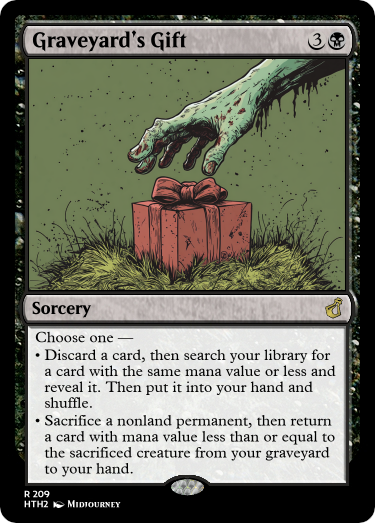 Graveyard's Gift 3
Sorcery
Choose one —
• Discard a card, then search your library for
a card with the same mana value or less and
reveal it. Then put it into your hand and
shuffle.
• Sacrifice a nonland permanent, then return
a card with mana value less than or equal to
the sacrificed creature from your graveyard
to your hand.
R 209
HTH2 Midjourney